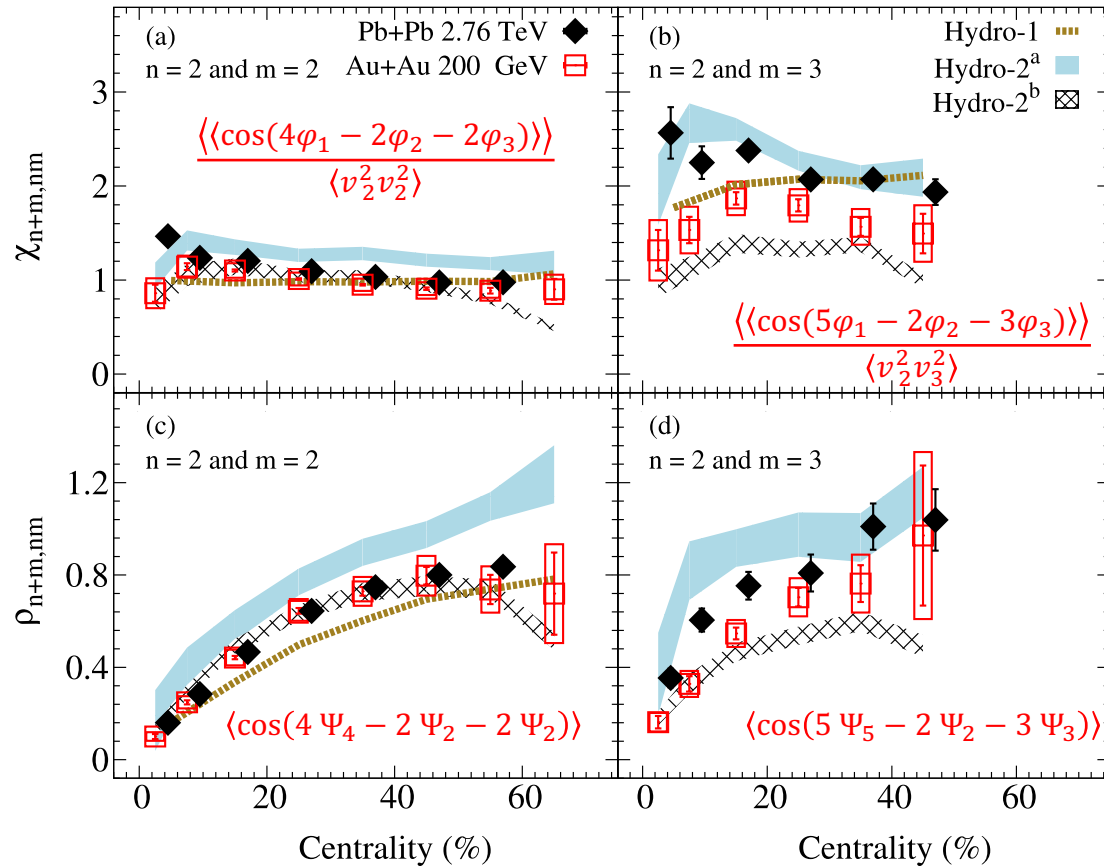 (a)
Pb+Pb 2.76 TeV
n = 2 and m = 2
Au+Au 200 GeV
⟨⟨cos(4φ₁ − 2φ₂ − 2φ₃)⟩⟩
⟨v₂²v₂²⟩
(b)
n = 2 and m = 3
Hydro-1
Hydro-2ᵃ
Hydro-2ᵇ
⟨⟨cos(5φ₁ − 2φ₂ − 3φ₃)⟩⟩
⟨v₂²v₃²⟩
3
2
1
0
χn+m,nm
(c)
n = 2 and m = 2
⟨cos(4 Ψ₄ − 2 Ψ₂ − 2 Ψ₂)⟩
(d)
n = 2 and m = 3
⟨cos(5 Ψ₅ − 2 Ψ₂ − 3 Ψ₃)⟩
1.2
0.8
0.4
0
ρn+m,nm
0 20 40 60
0 20 40 60
Centrality (%)
Centrality (%)